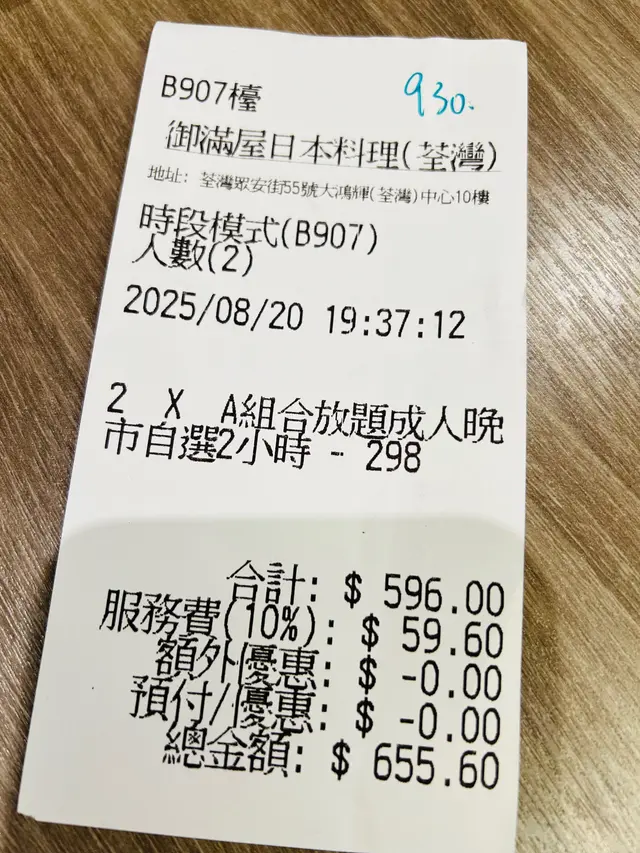 B907檯
930.
御滿屋日本料理(荃灣)
地址: 荃灣眾安街55號大鴻輝(荃灣)中心10樓
時段模式(B907)
人數(2)
2025/08/20 19:37:12
2 X A組合放題成人晚
市自選2小時 - 298
合計: $ 596.00
服務費(10%): $ 59.60
額外優惠: $ -0.00
預付/優惠: $ -0.00
總金額: $ 655.60